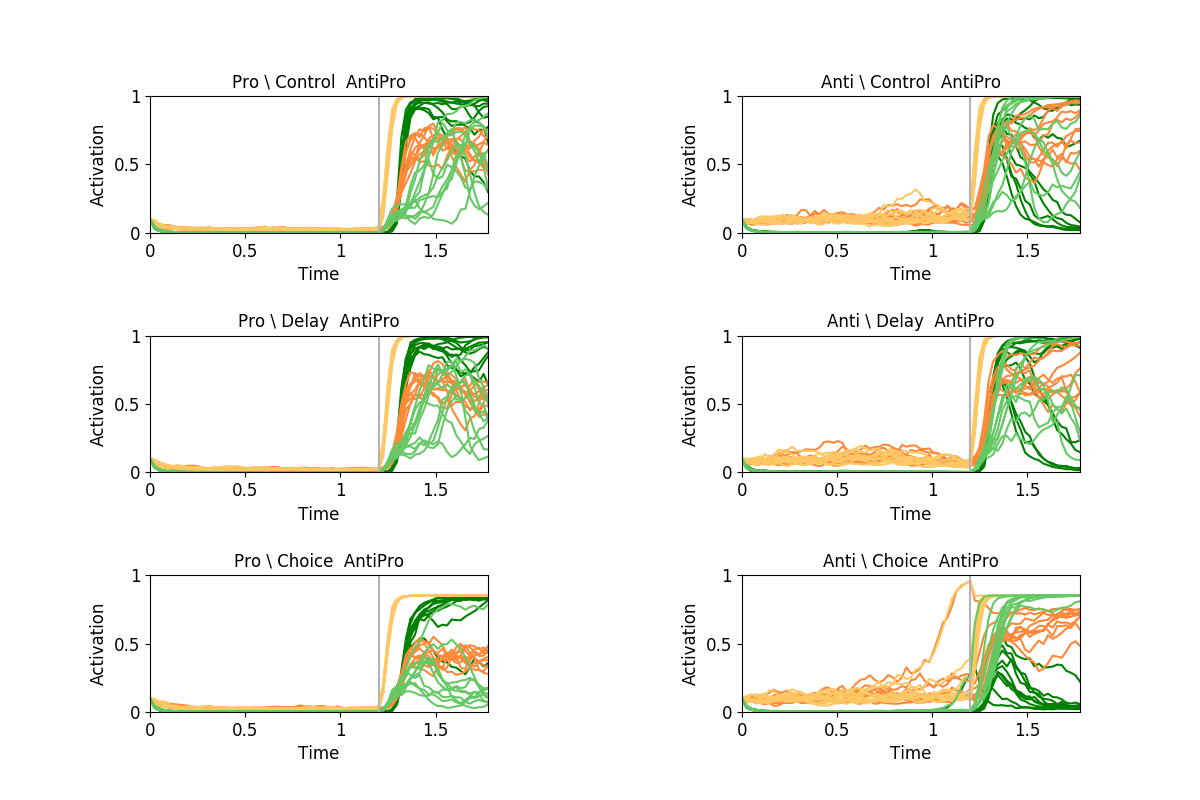 Pro \ Control  AntiPro
Anti \ Control  AntiPro
1
0.5
0
Activation
0
0.5
1
1.5
Time
1
0.5
0
Activation
0
0.5
1
1.5
Time
Pro \ Delay  AntiPro
Anti \ Delay  AntiPro
1
0.5
0
Activation
0
0.5
1
1.5
Time
1
0.5
0
Activation
0
0.5
1
1.5
Time
Pro \ Choice  AntiPro
Anti \ Choice  AntiPro
1
0.5
0
Activation
0
0.5
1
1.5
Time
1
0.5
0
Activation
0
0.5
1
1.5
Time